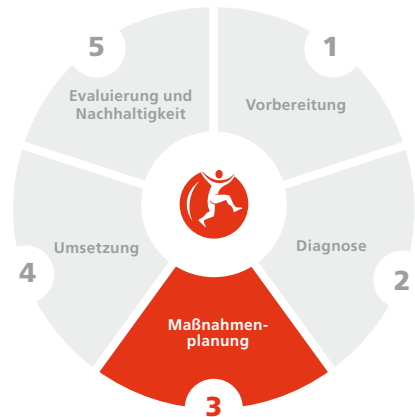 1
Vorbereitung
2
Diagnose
3
Maßnahmen-
planung
4
Umsetzung
5
Evaluierung und
Nachhaltigkeit